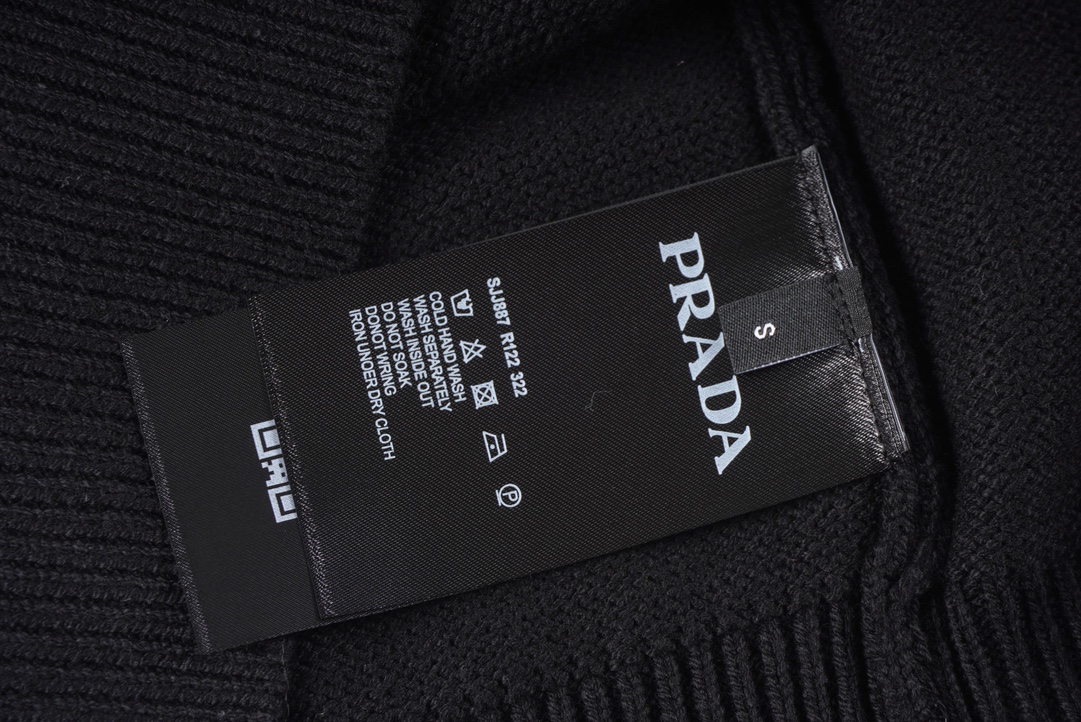 PRADA
S
SJJ887 R122 322
P
COLD HAND WASH
WASH SEPARATELY
WASH INSIDE OUT
DO NOT SOAK
DONOT WRING
IRON UNDER DRY CLOTH